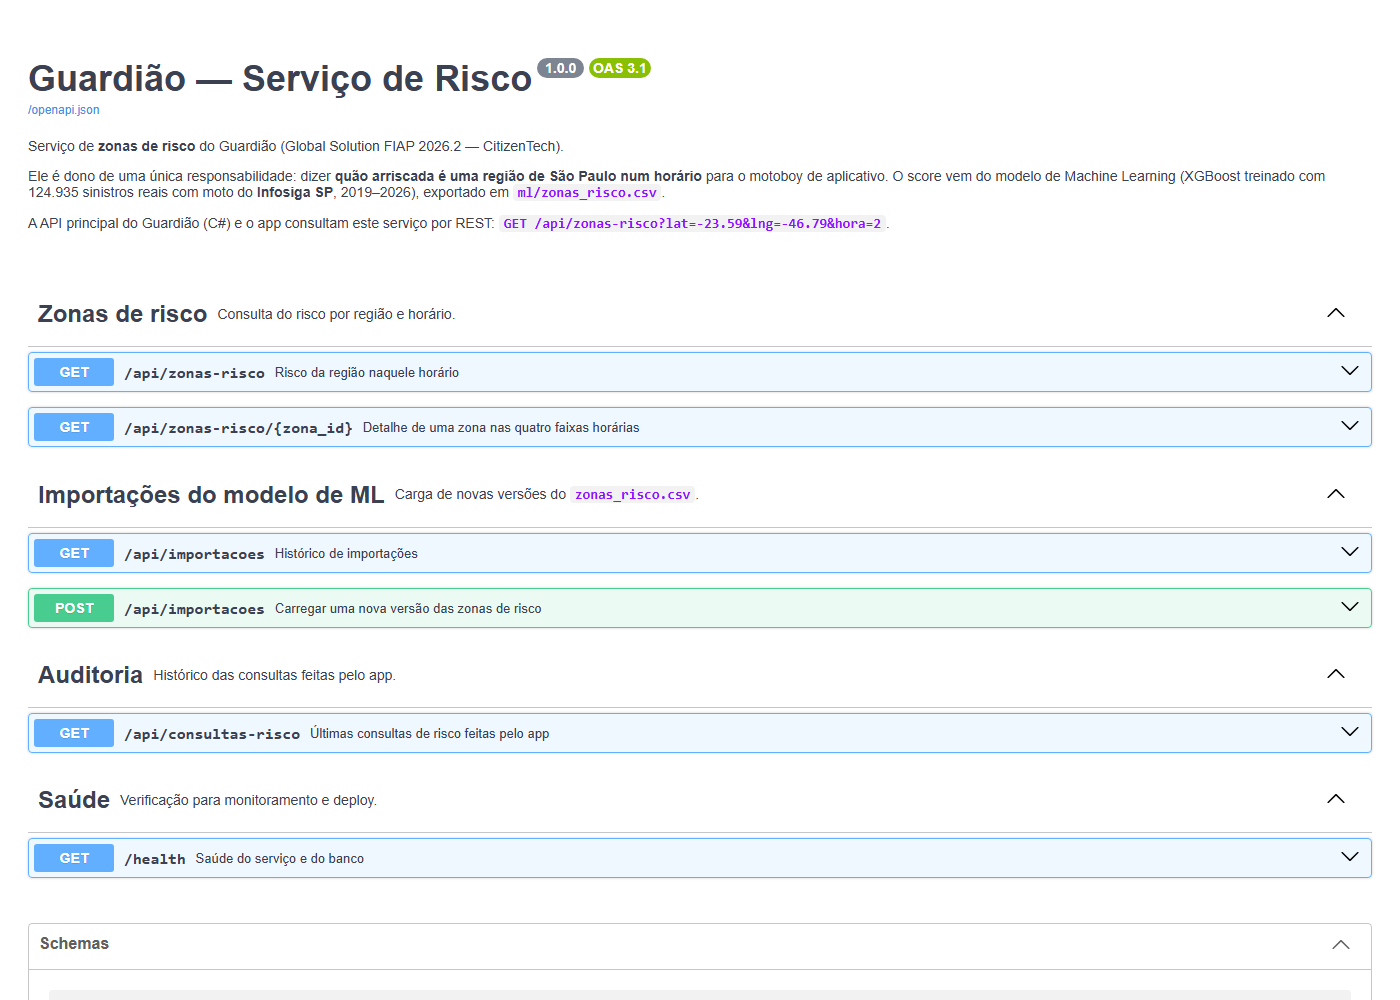 Guardião — Serviço de Risco 1.0.0 OAS 3.1
/openapi.json
Serviço de zonas de risco do Guardião (Global Solution FIAP 2026.2 — CitizenTech).
Ele é dono de uma única responsabilidade: dizer quão arriscada é uma região de São Paulo num horário para o motoboy de aplicativo. O score vem do modelo de Machine Learning (XGBoost treinado com
124.935 sinistros reais com moto do Infosiga SP, 2019–2026), exportado em ml/zonas_risco.csv.
A API principal do Guardião (C#) e o app consultam este serviço por REST: GET /api/zonas-risco?lat=-23.59&lng=-46.79&hora=2.
Zonas de risco Consulta do risco por região e horário.
GET /api/zonas-risco Risco da região naquele horário
GET /api/zonas-risco/{zona_id} Detalhe de uma zona nas quatro faixas horárias
Importações do modelo de ML Carga de novas versões do zonas_risco.csv.
GET /api/importacoes Histórico de importações
POST /api/importacoes Carregar uma nova versão das zonas de risco
Auditoria Histórico das consultas feitas pelo app.
GET /api/consultas-risco Últimas consultas de risco feitas pelo app
Saúde Verificação para monitoramento e deploy.
GET /health Saúde do serviço e do banco
Schemas